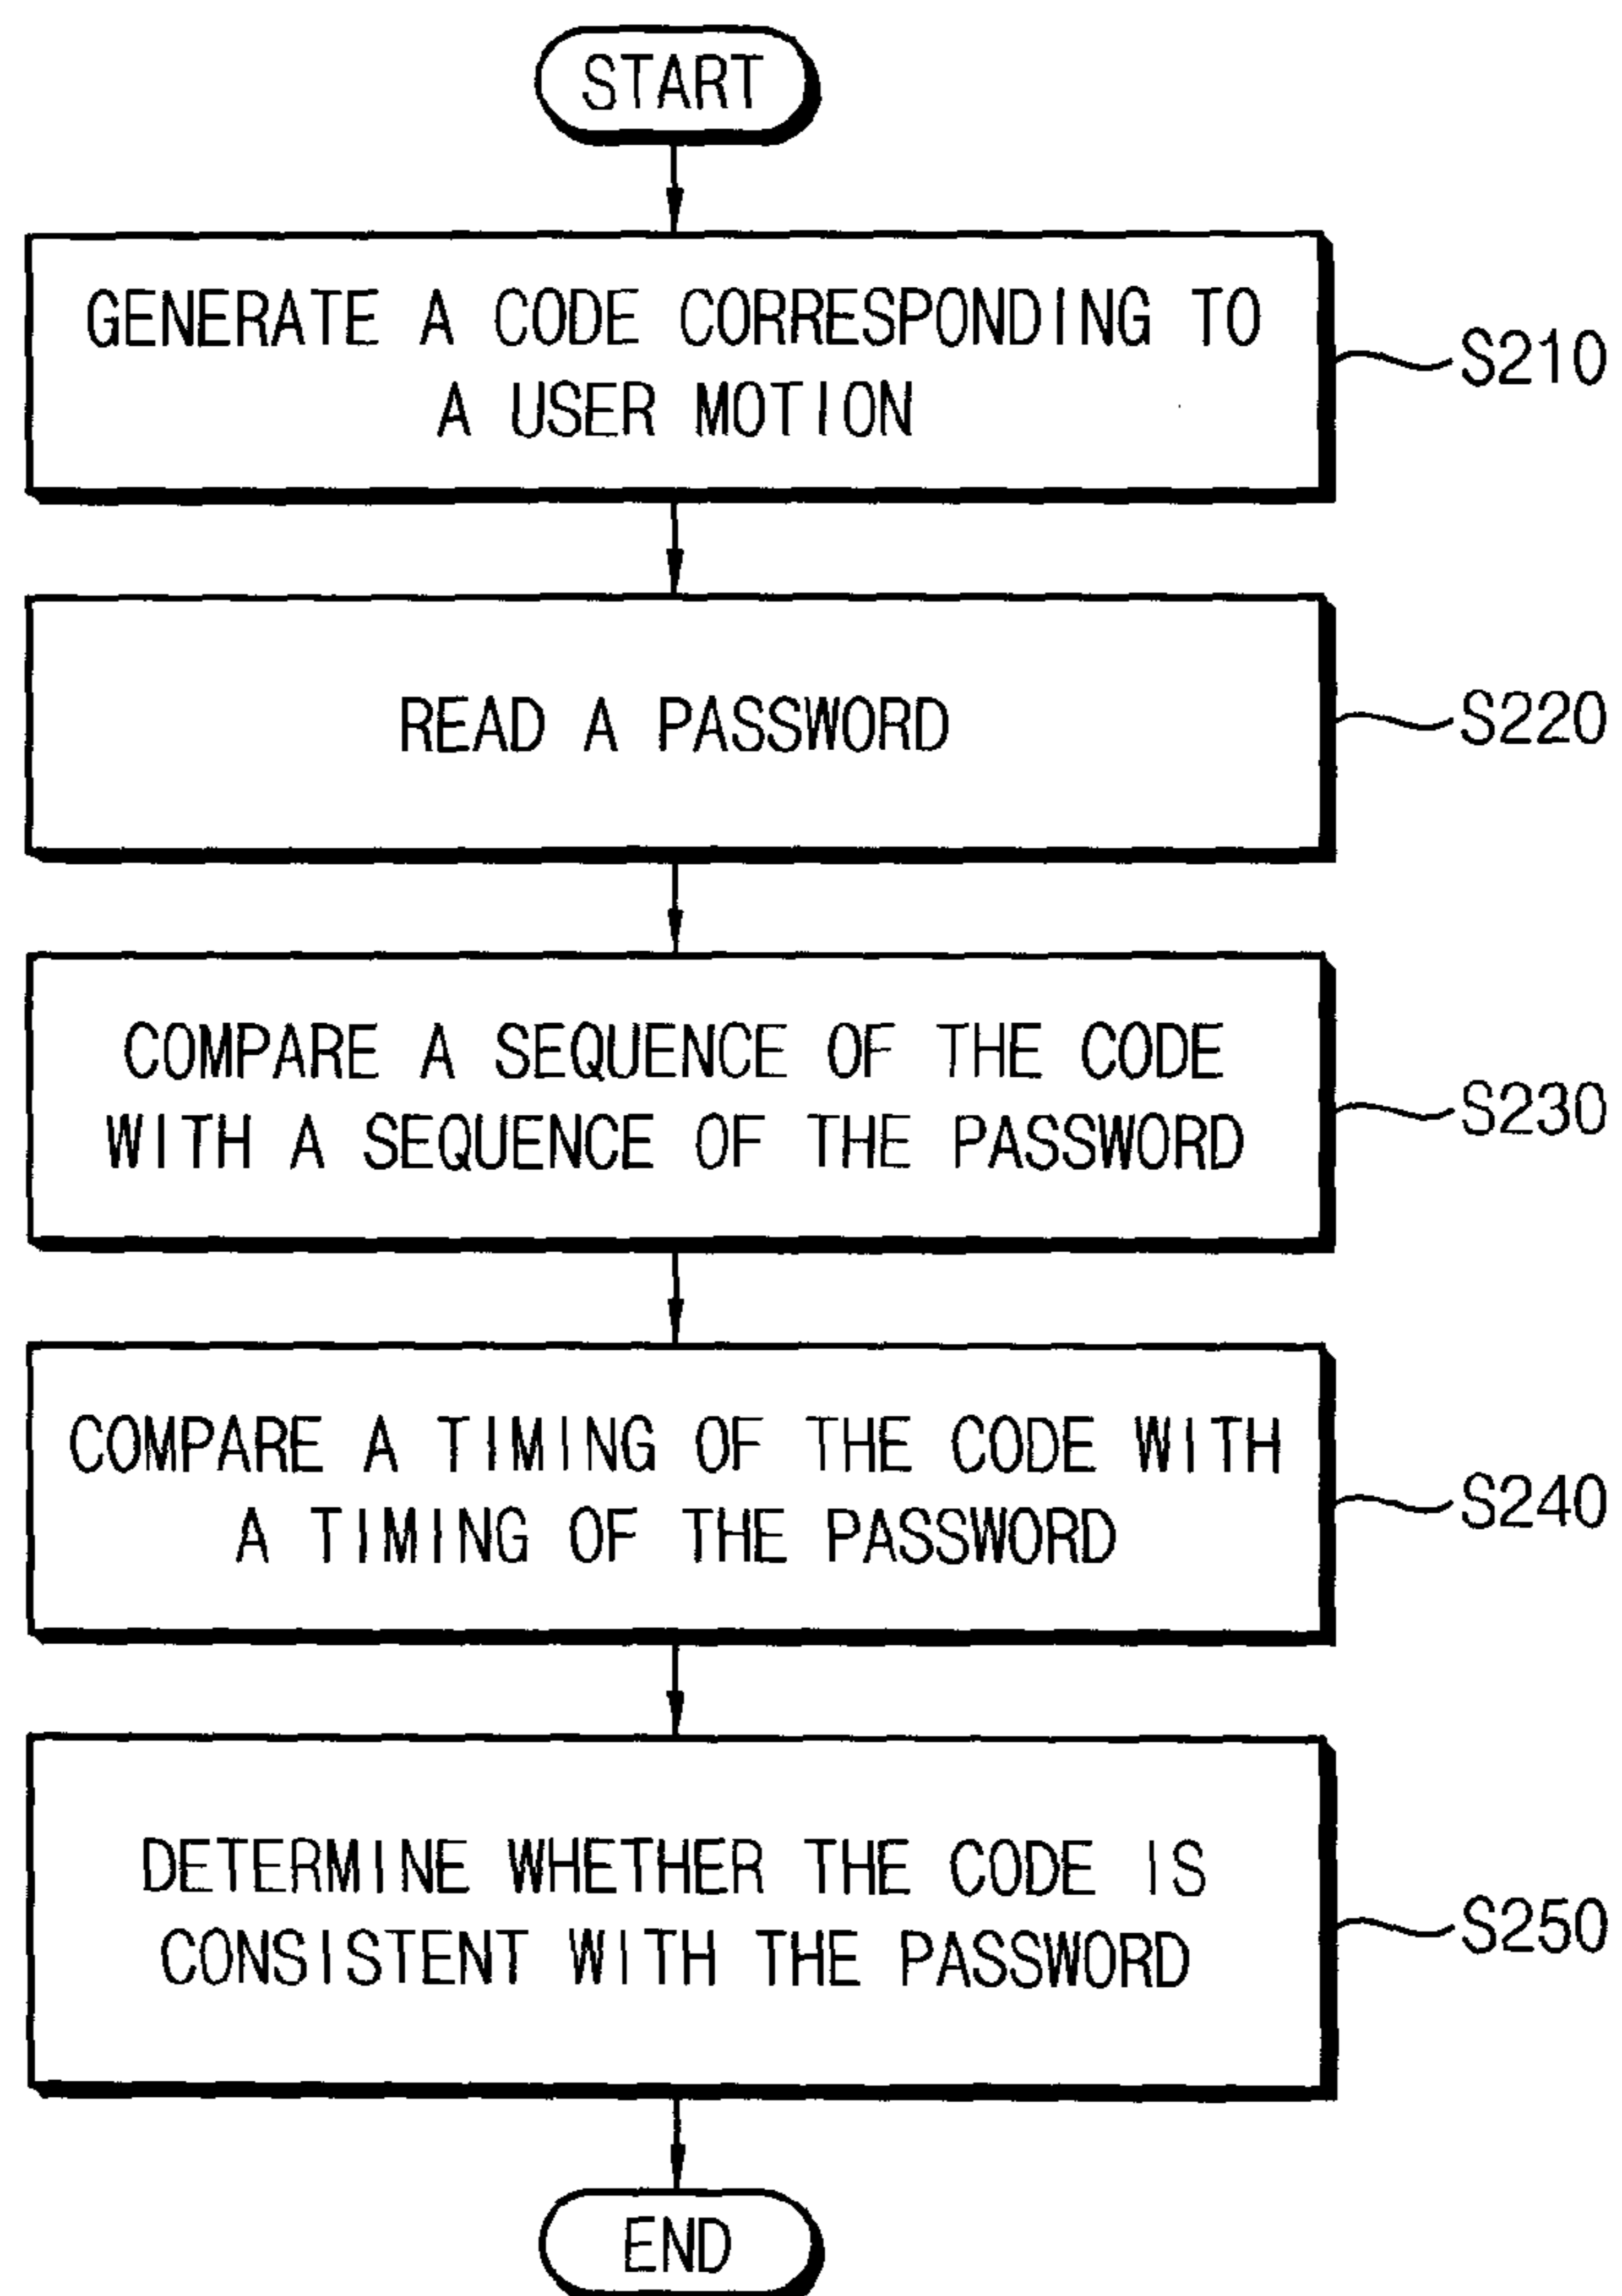 START
GENERATE A CODE CORRESPONDING TO
A USER MOTION
S210
READ A PASSWORD
S220
COMPARE A SEQUENCE OF THE CODE
WITH A SEQUENCE OF THE PASSWORD
S230
COMPARE A TIMING OF THE CODE WITH
A TIMING OF THE PASSWORD
S240
DETERMINE WHETHER THE CODE IS
CONSISTENT WITH THE PASSWORD
S250
END